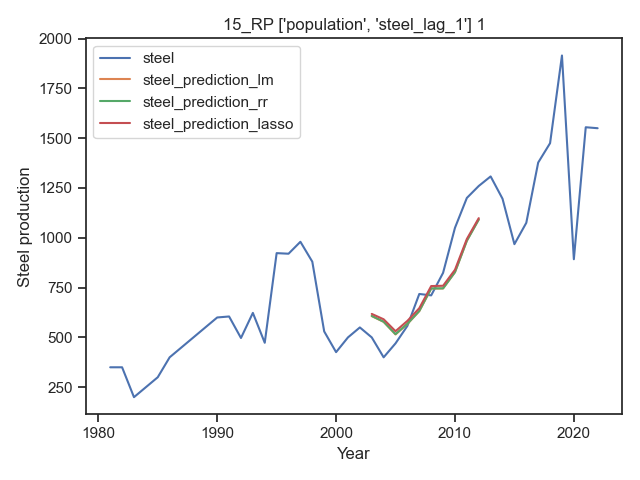 15_RP ['population', 'steel_lag_1'] 1
steel
steel_prediction_lm
steel_prediction_rr
steel_prediction_lasso
Steel production
2000
1750
1500
1250
1000
750
500
250
1980
1990
2000
2010
2020
Year